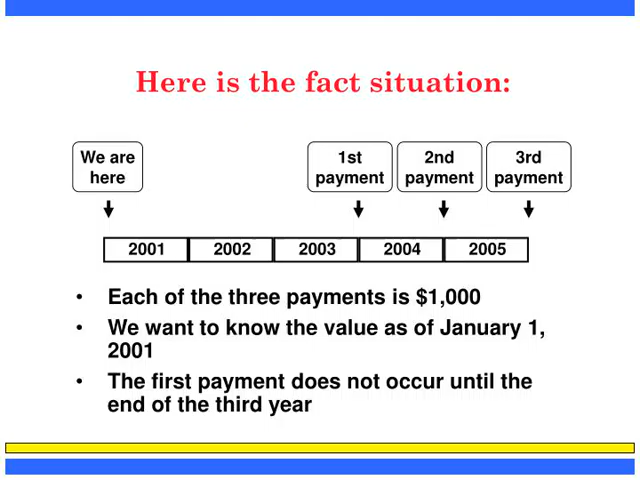 Here is the fact situation:
We are
here
1st
payment
2nd
payment
3rd
payment
2001 2002 2003 2004 2005
• Each of the three payments is $1,000
• We want to know the value as of January 1,
2001
• The first payment does not occur until the
end of the third year